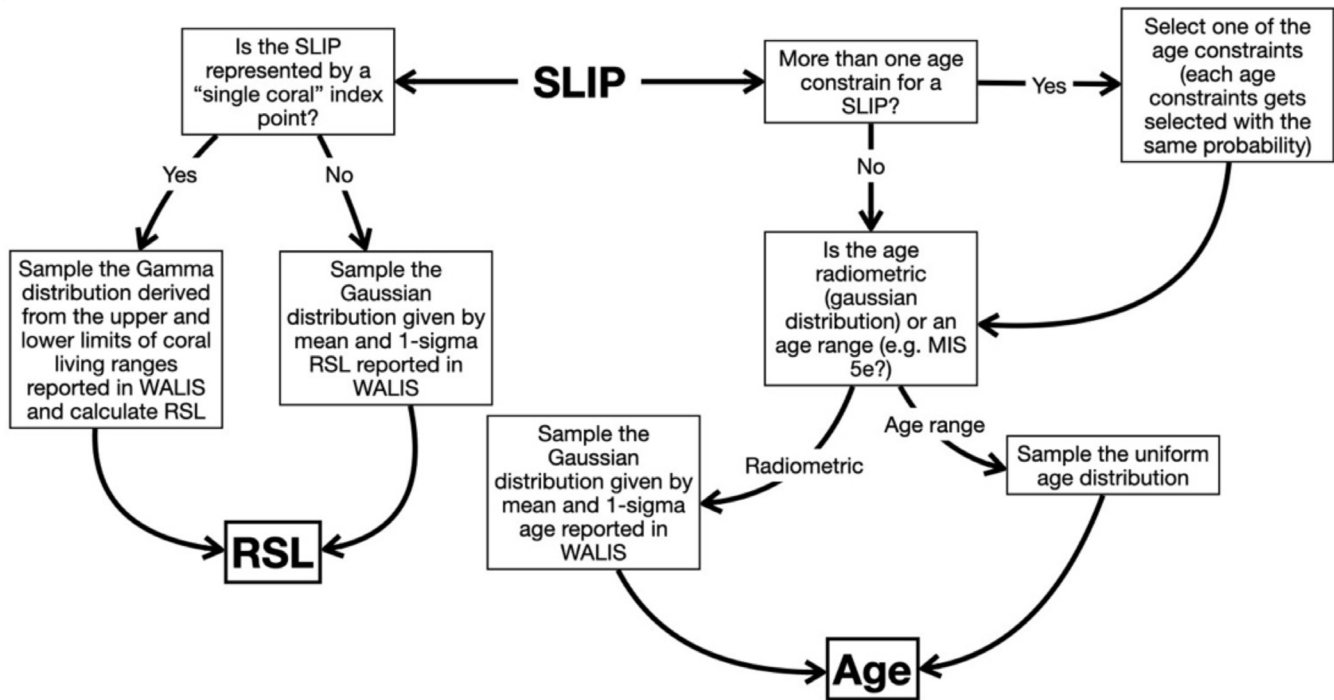 Is the SLIP
represented by a
“single coral” index
point?
SLIP
More than one age
constrain for a
SLIP?
Yes
Select one of the
age constraints
(each age
constraints gets
selected with the
same probability)
Yes
No
No
Sample the Gamma
distribution derived
from the upper and
lower limits of coral
living ranges
reported in WALIS
and calculate RSL
Sample the
Gaussian
distribution given by
mean and 1-sigma
RSL reported in
WALIS
Is the age
radiometric
(gaussian
distribution) or an
age range (e.g. MIS
5e?)
Radiometric
Age range
Sample the
Gaussian
distribution given by
mean and 1-sigma
age reported in
WALIS
Sample the uniform
age distribution
RSL
Age